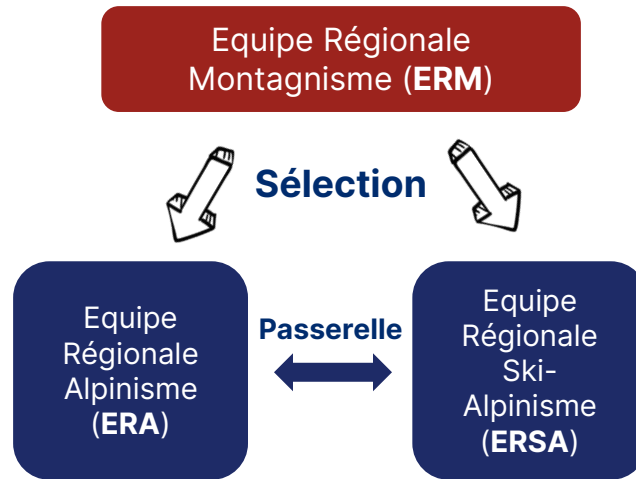 Equipe Régionale
Montagnisme (ERM)
Sélection
Equipe
Régionale
Alpinisme
(ERA)
Passerelle
Equipe
Régionale
Ski-
Alpinisme
(ERSA)